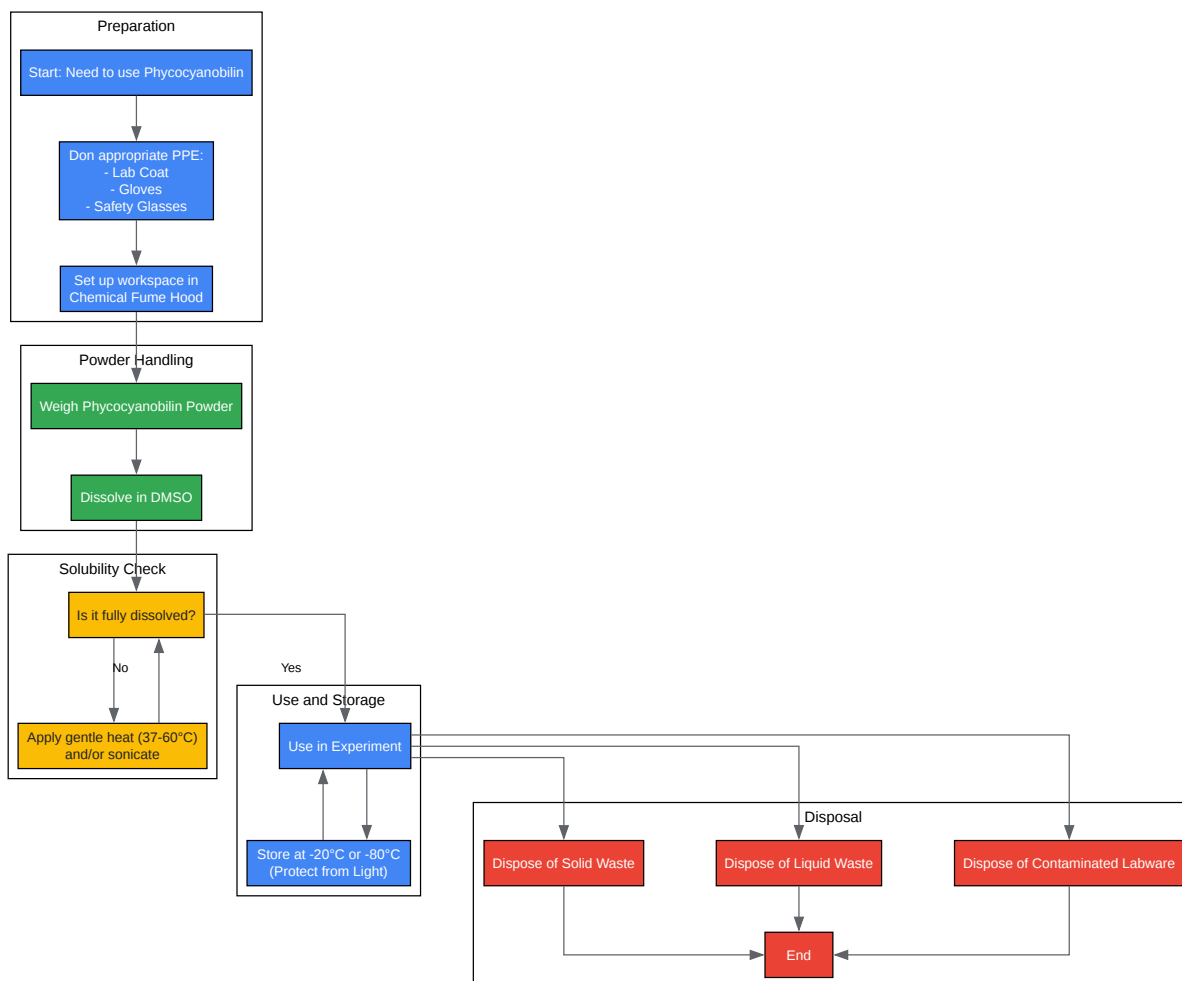 Preparation
Start: Need to use Phycocyanobilin
Don appropriate PPE:
- Lab Coat
- Gloves
- Safety Glasses
Set up workspace in
Chemical Fume Hood
Powder Handling
Weigh Phycocyanobilin Powder
Dissolve in DMSO
Solubility Check
Is it fully dissolved?
No
Yes
Apply gentle heat (37-60°C)
and/or sonicate
Use and Storage
Use in Experiment
Store at -20°C or -80°C
(Protect from Light)
Disposal
Dispose of Solid Waste
Dispose of Liquid Waste
Dispose of Contaminated Labware
End